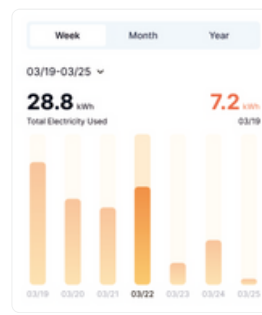 Week Month Year
03/19-03/25
28.8 kWh 7.2 kWh
Total Electricity Used 03/19
03/19 03/20 03/21 03/22 03/23 03/24 03/25